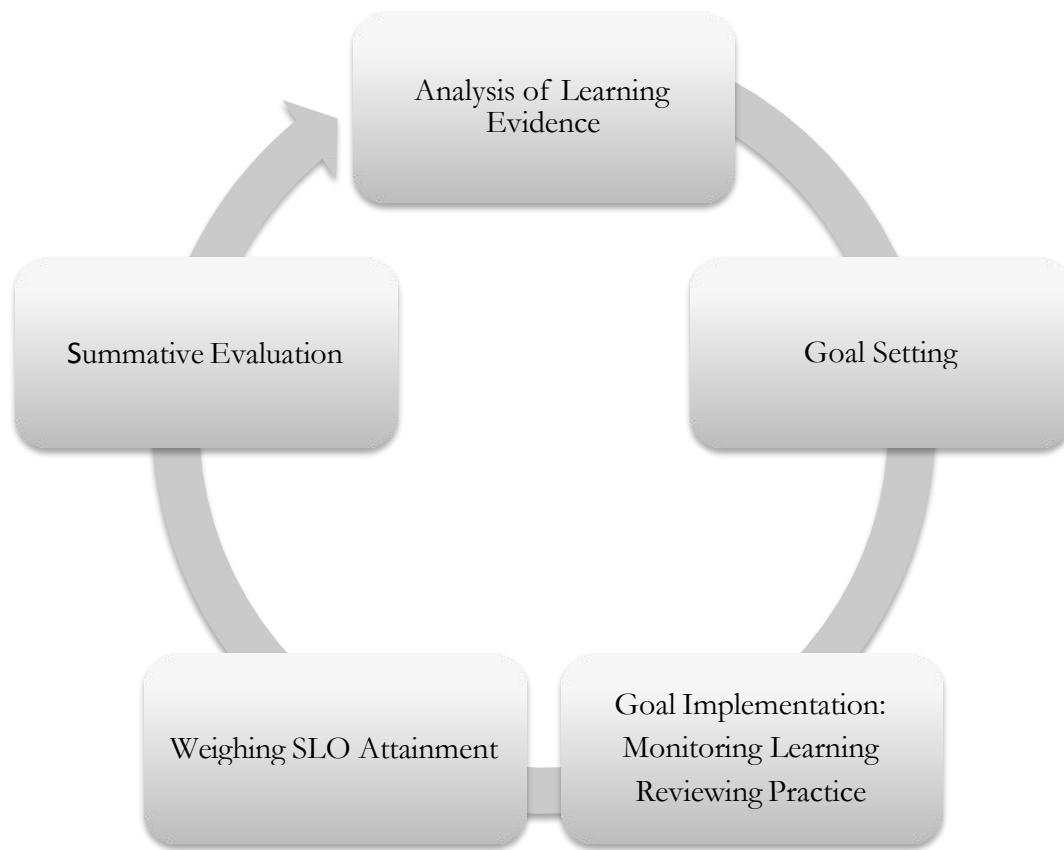 Analysis of Learning
Evidence
Goal Setting
Goal Implementation:
Monitoring Learning
Reviewing Practice
Weighing SLO Attainment
Summative Evaluation